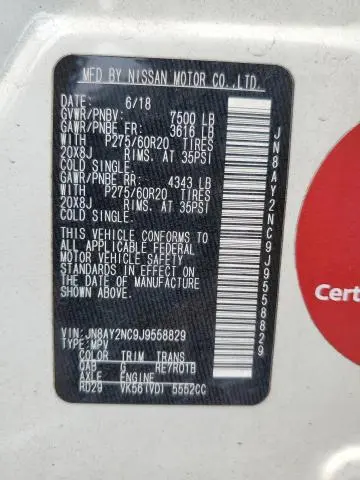 MFD BY NISSAN MOTOR CO.,LTD.
DATE: 6/18
GVWR/PNBV: 7500 LB
GAWR/PNBE FR: 3616 LB
WITH P275/60R20 TIRES
20X8J RIMS. AT 35PSI
COLD SINGLE.
GAWR/PNBE RR: 4343 LB
WITH P275/60R20 TIRES
20X8J RIMS. AT 35PSI
COLD SINGLE.
THIS VEHICLE CONFORMS TO
ALL APPLICABLE FEDERAL
MOTOR VEHICLE SAFETY
STANDARDS IN EFFECT ON
THE DATE OF MANUFACTURE
SHOWN ABOVE.
VIN: JN8AY2NC9J9558829
TYPE: MPV
COLOR TRIM TRANS
QAB G RE7R01B
AXLE ENGINE
RD29 VK56(VD) 5552CC
JN8AY2NC9J9558829
Cert